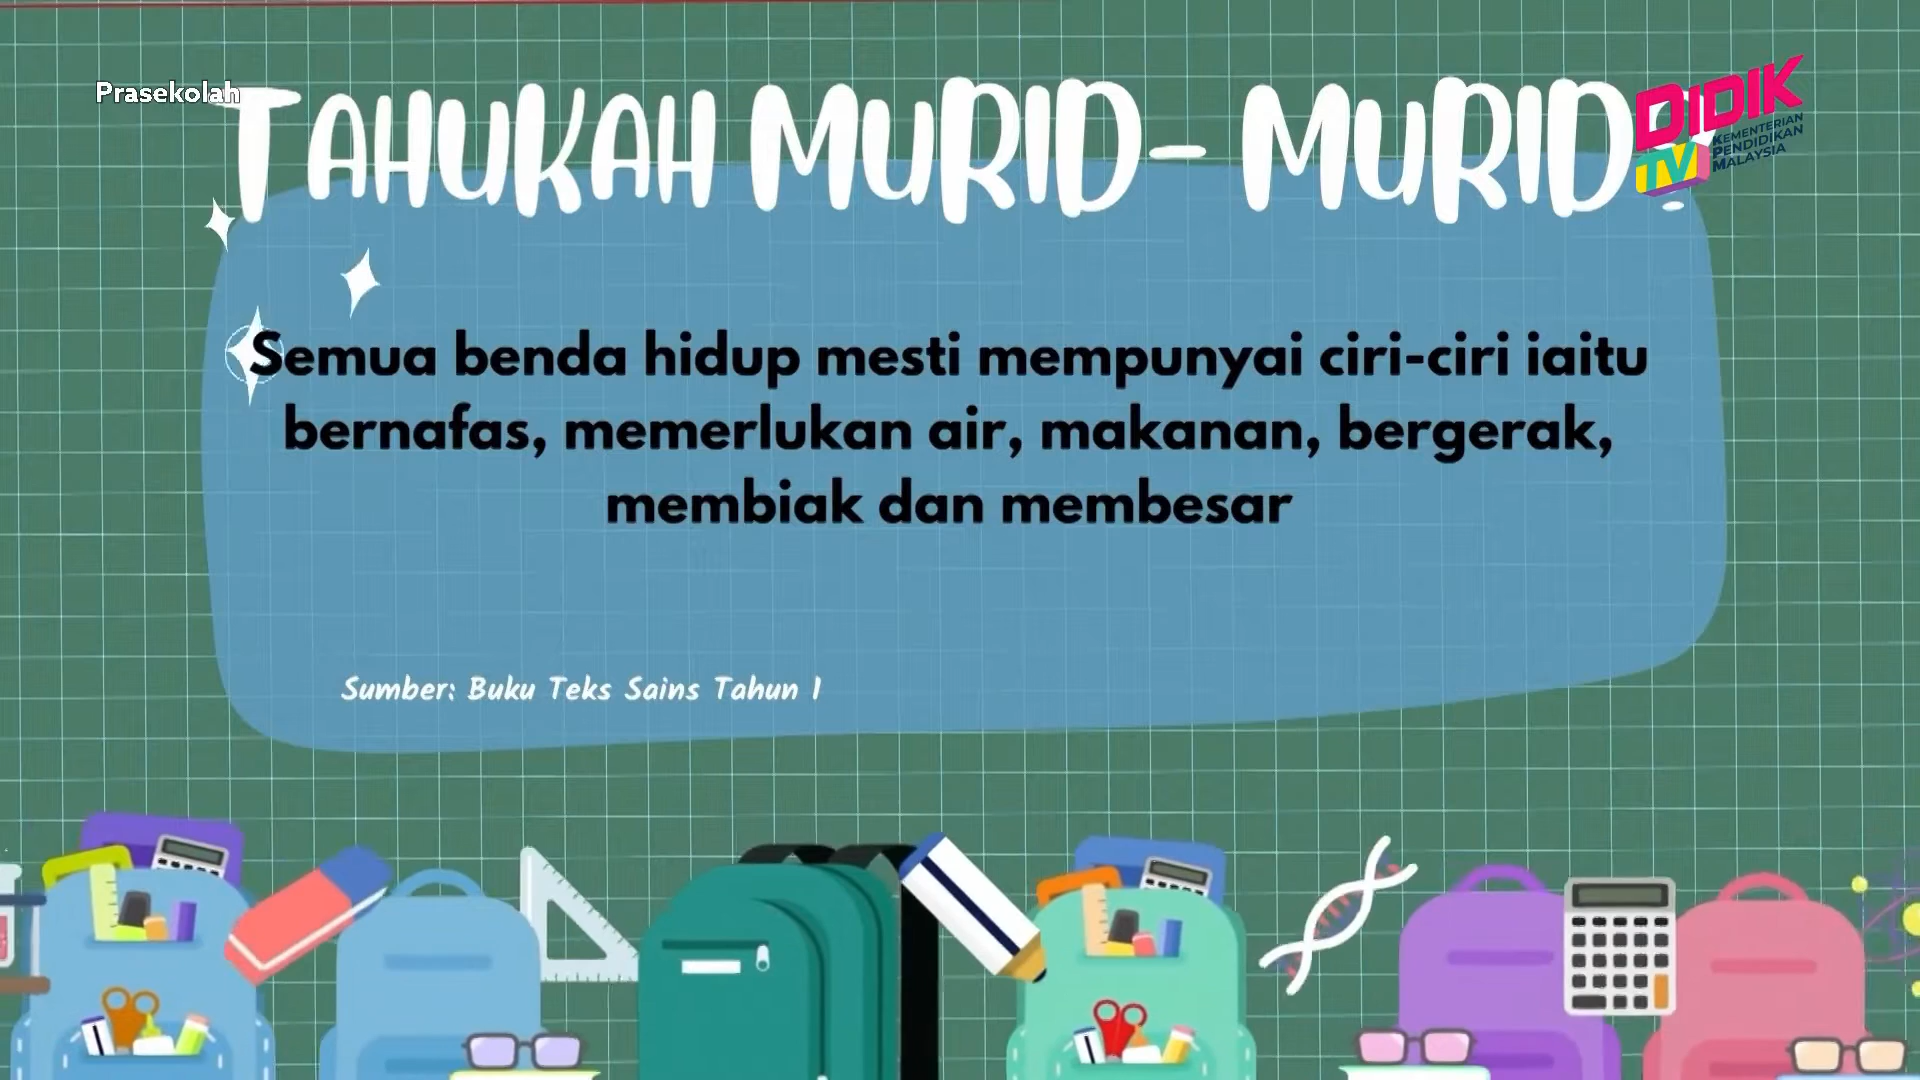 Prasekolah
TAHUKAH MURID- MURID?
DIDIK
TV
KEMENTERIAN
PENDIDIKAN
MALAYSIA
Semua benda hidup mesti mempunyai ciri-ciri iaitu
bernafas, memerlukan air, makanan, bergerak,
membiak dan membesar
Sumber: Buku Teks Sains Tahun 1